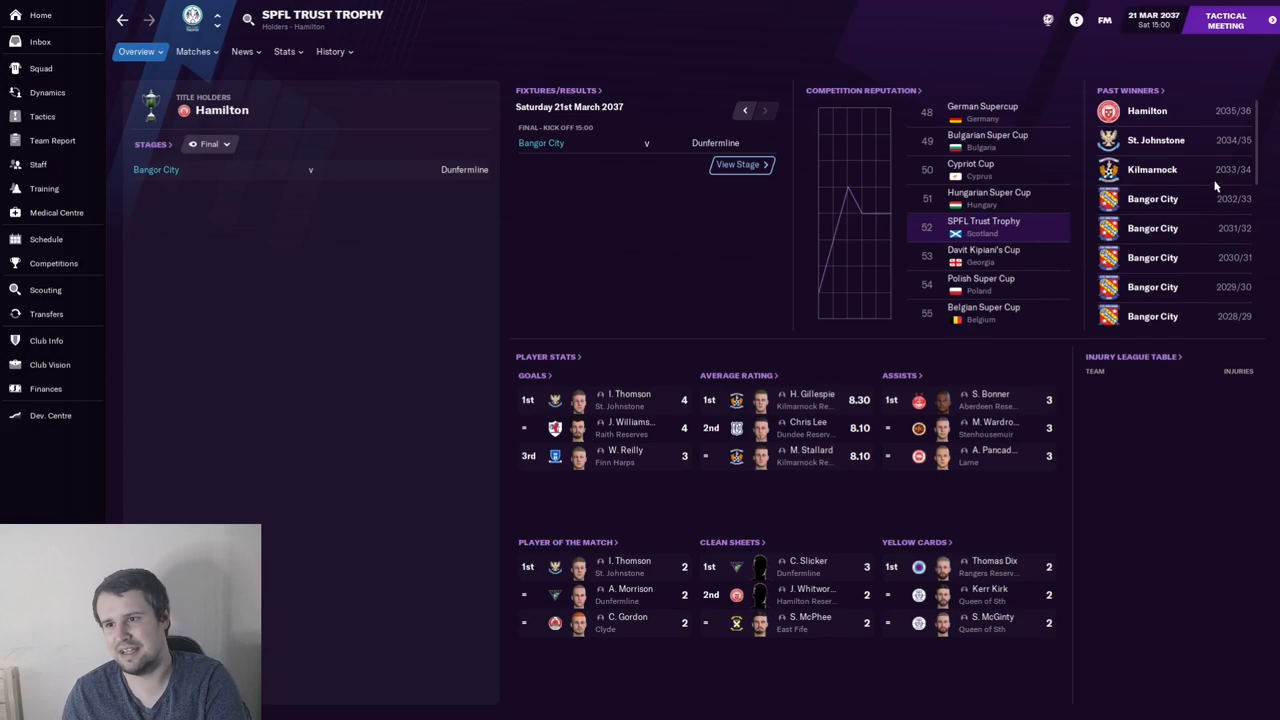 Home
Inbox
Squad
Dynamics
Tactics
Team Report
Staff
Training
Medical Centre
Schedule
Competitions
Scouting
Transfers
Club Info
Club Vision
Finances
Dev. Centre
SPFL TRUST TROPHY
Holders - Hamilton
FM
21 MAR 2037
Sat 15:00
TACTICAL MEETING
Overview
Matches
News
Stats
History
TITLE HOLDERS
Hamilton
STAGES
Final
Bangor City v Dunfermline
FIXTURES/RESULTS
Saturday 21st March 2037
FINAL - KICK OFF 15:00
Bangor City v Dunfermline
View Stage
COMPETITION REPUTATION
48 German Supercup
Germany
49 Bulgarian Super Cup
Bulgaria
50 Cypriot Cup
Cyprus
51 Hungarian Super Cup
Hungary
52 SPFL Trust Trophy
Scotland
53 Davit Kipiani's Cup
Georgia
54 Polish Super Cup
Poland
55 Belgian Super Cup
Belgium
PAST WINNERS
Hamilton 2035/36
St. Johnstone 2034/35
Kilmarnock 2033/34
Bangor City 2032/33
Bangor City 2031/32
Bangor City 2030/31
Bangor City 2029/30
Bangor City 2028/29
PLAYER STATS
GOALS
1st I. Thomson 4
St. Johnstone
= J. Williams... 4
Raith Reserves
3rd W. Reilly 3
Finn Harps
AVERAGE RATING
1st H. Gillespie 8.30
Kilmarnock Re...
2nd Chris Lee 8.10
Dundee Reserv...
= M. Stallard 8.10
Kilmarnock Re...
ASSISTS
1st S. Bonner 3
Aberdeen Rese...
= M. Wardro... 3
Stenhousemuir
= A. Pancad... 3
Larne
INJURY LEAGUE TABLE
TEAM INJURIES
PLAYER OF THE MATCH
1st I. Thomson 2
St. Johnstone
= A. Morrison 2
Dunfermline
= C. Gordon 2
Clyde
CLEAN SHEETS
1st C. Slicker 3
Dunfermline
2nd J. Whitwor... 2
Hamilton Reser...
= S. McPhee 2
East Fife
YELLOW CARDS
1st Thomas Dix 2
Rangers Reserv...
= Kerr Kirk 2
Queen of Sth
= S. McGinty 2
Queen of Sth